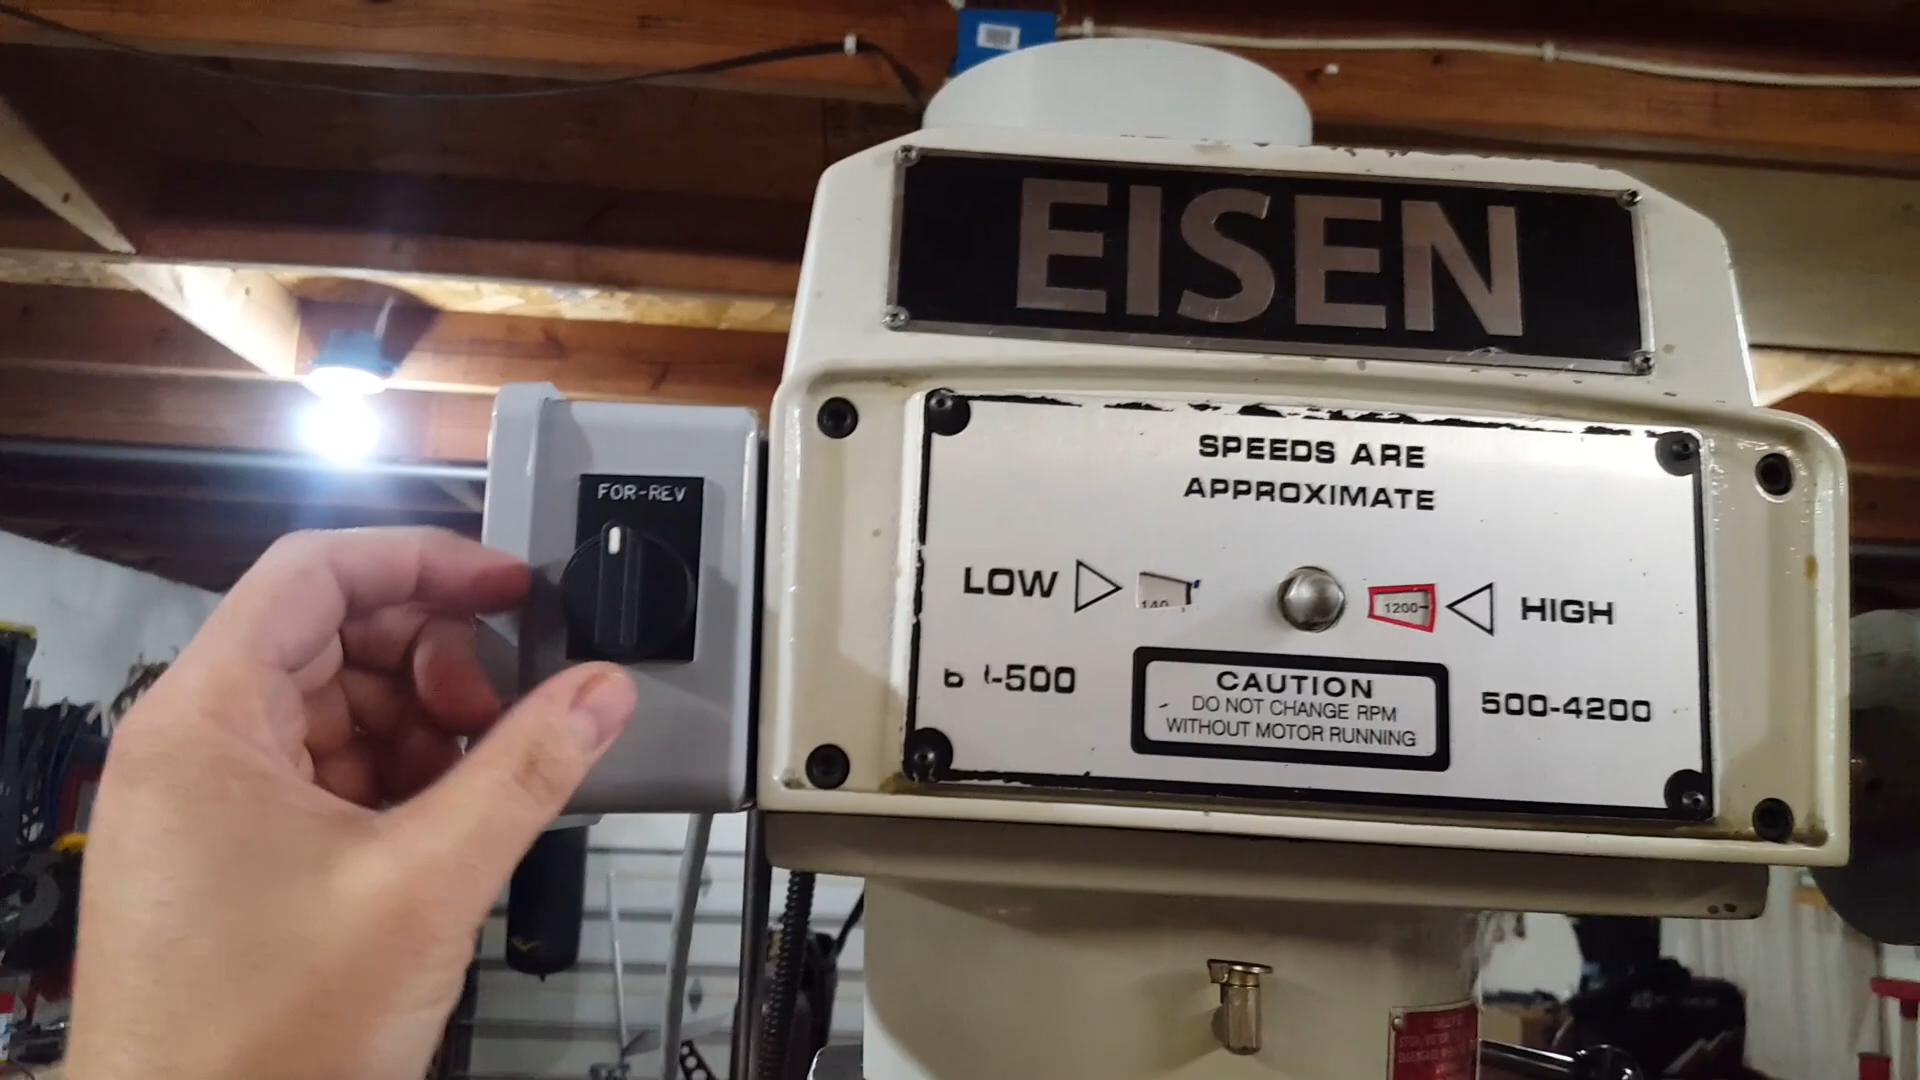 EISEN
FOR-REV
SPEEDS ARE
APPROXIMATE
LOW
140
1200
HIGH
-500
CAUTION
DO NOT CHANGE RPM
WITHOUT MOTOR RUNNING
500-4200